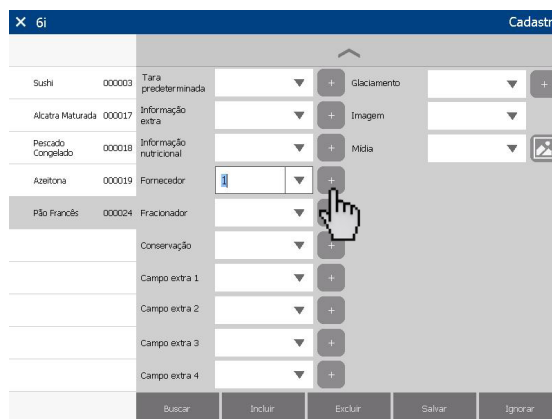 6i Cadastr
Sushi 000003
Alcatra Maturada 000017
Pescado
Congelado 000018
Azeitona 000019
Pão Francês 000024
Tara
predeterminada +
Informação
extra +
Informação
nutricional +
Fornecedor 1 +
Fracionador
Conservação +
Campo extra 1 +
Campo extra 2 +
Campo extra 3 +
Campo extra 4 +
Glaciamento +
Imagem
Mídia
Buscar Incluir Excluir Salvar Ignorar